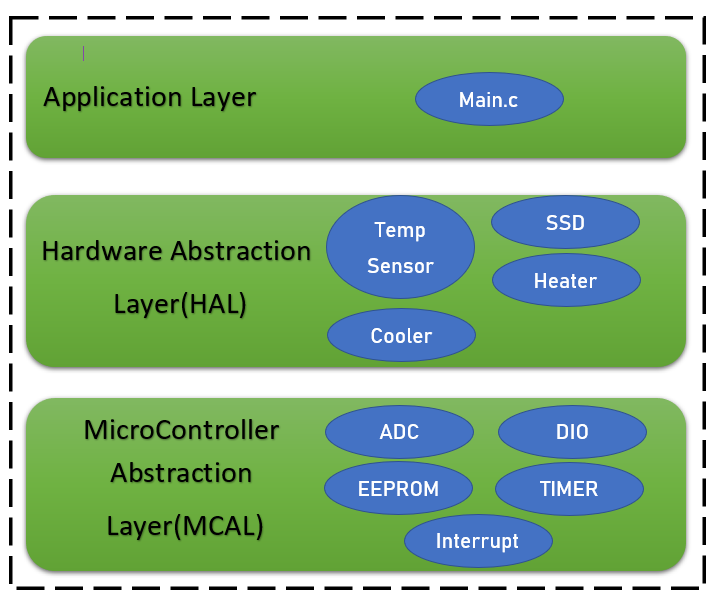 Application Layer
Main.c
Hardware Abstraction
Layer(HAL)
Temp
Sensor
SSD
Heater
Cooler
MicroController
Abstraction
Layer(MCAL)
ADC
DIO
EEPROM
TIMER
Interrupt